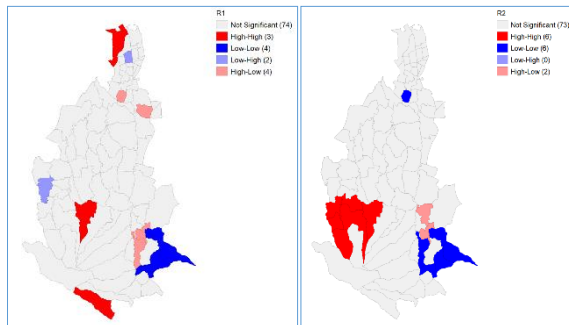 R1
Not Significant (74)
High-High (3)
Low-Low (4)
Low-High (2)
High-Low (4)
R2
Not Significant (73)
High-High (6)
Low-Low (6)
Low-High (0)
High-Low (2)